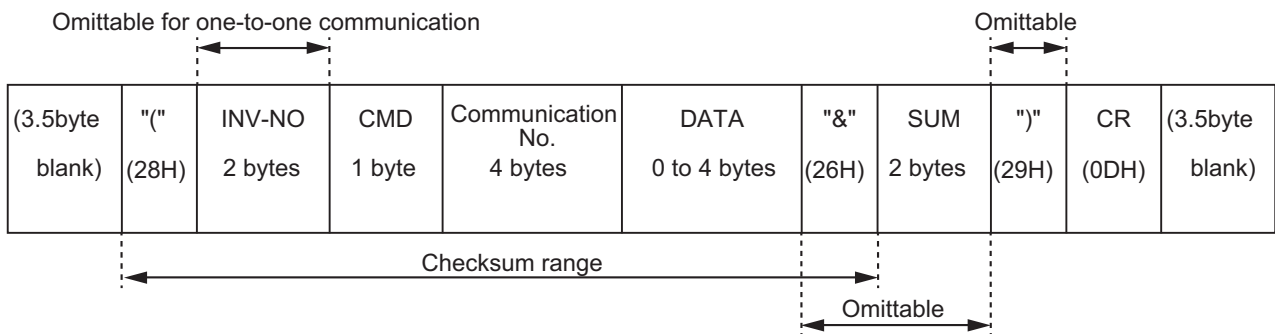 Omittable for one-to-one communication
Omittable
(3.5byte blank)
"(" (28H)
INV-NO 2 bytes
CMD 1 byte
Communication No. 4 bytes
DATA 0 to 4 bytes
"&" (26H)
SUM 2 bytes
")" (29H)
CR (0DH)
(3.5byte blank)
Checksum range
Omittable